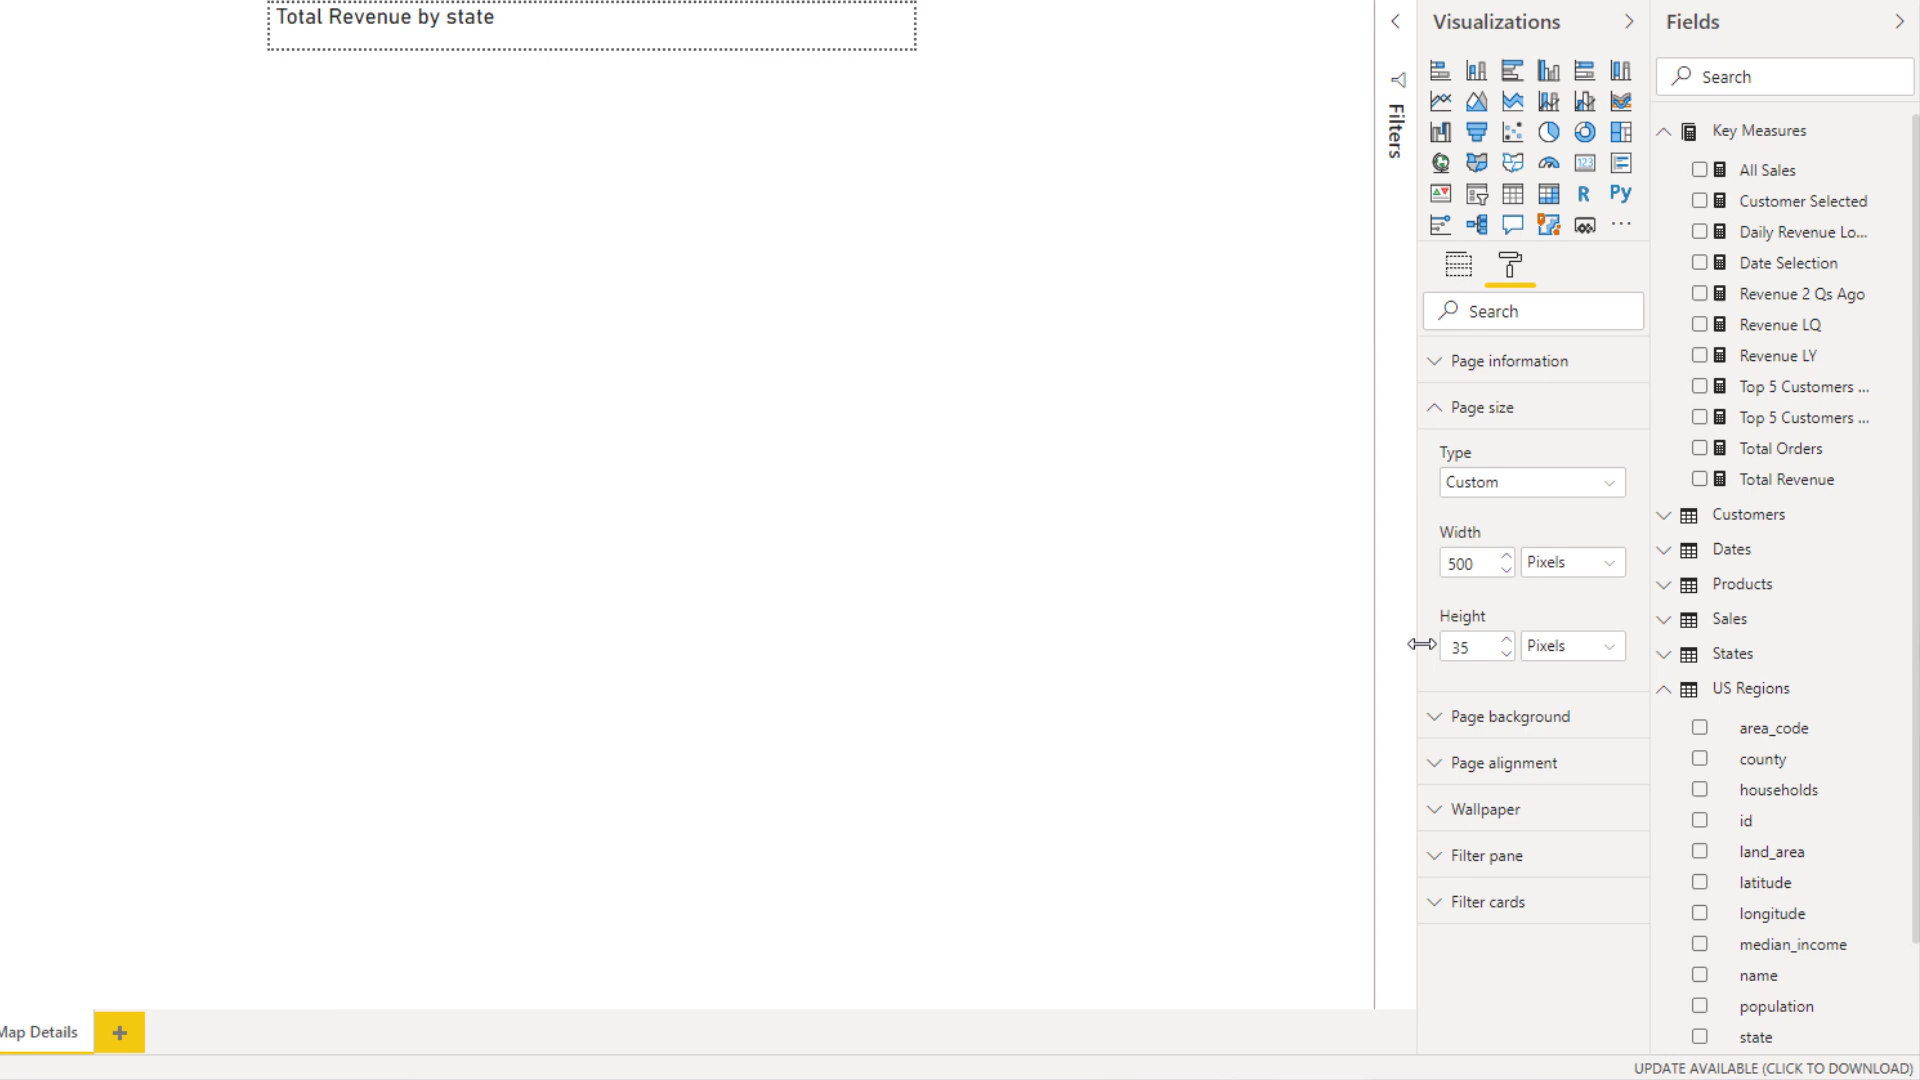 Total Revenue by state
Filters
Visualizations
R
Py
...
Search
Page information
Page size
Type
Custom
Width
500
Pixels
Height
35
Pixels
Page background
Page alignment
Wallpaper
Filter pane
Filter cards
Fields
Search
Key Measures
All Sales
Customer Selected
Daily Revenue Lo...
Date Selection
Revenue 2 Qs Ago
Revenue LQ
Revenue LY
Top 5 Customers ...
Top 5 Customers ...
Total Orders
Total Revenue
Customers
Dates
Products
Sales
States
US Regions
area_code
county
households
id
land_area
latitude
longitude
median_income
name
population
state
Map Details
+
UPDATE AVAILABLE (CLICK TO DOWNLOAD)